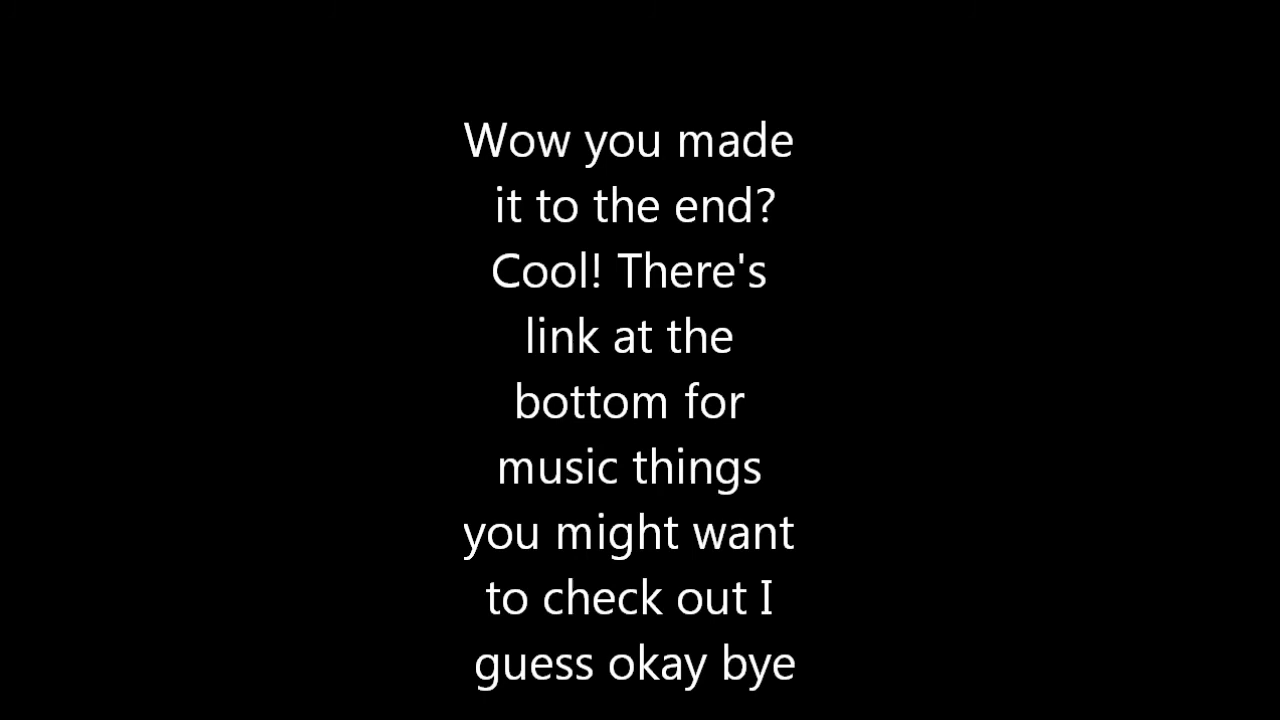 Wow you made
it to the end?
Cool! There's
link at the
bottom for
music things
you might want
to check out I
guess okay bye